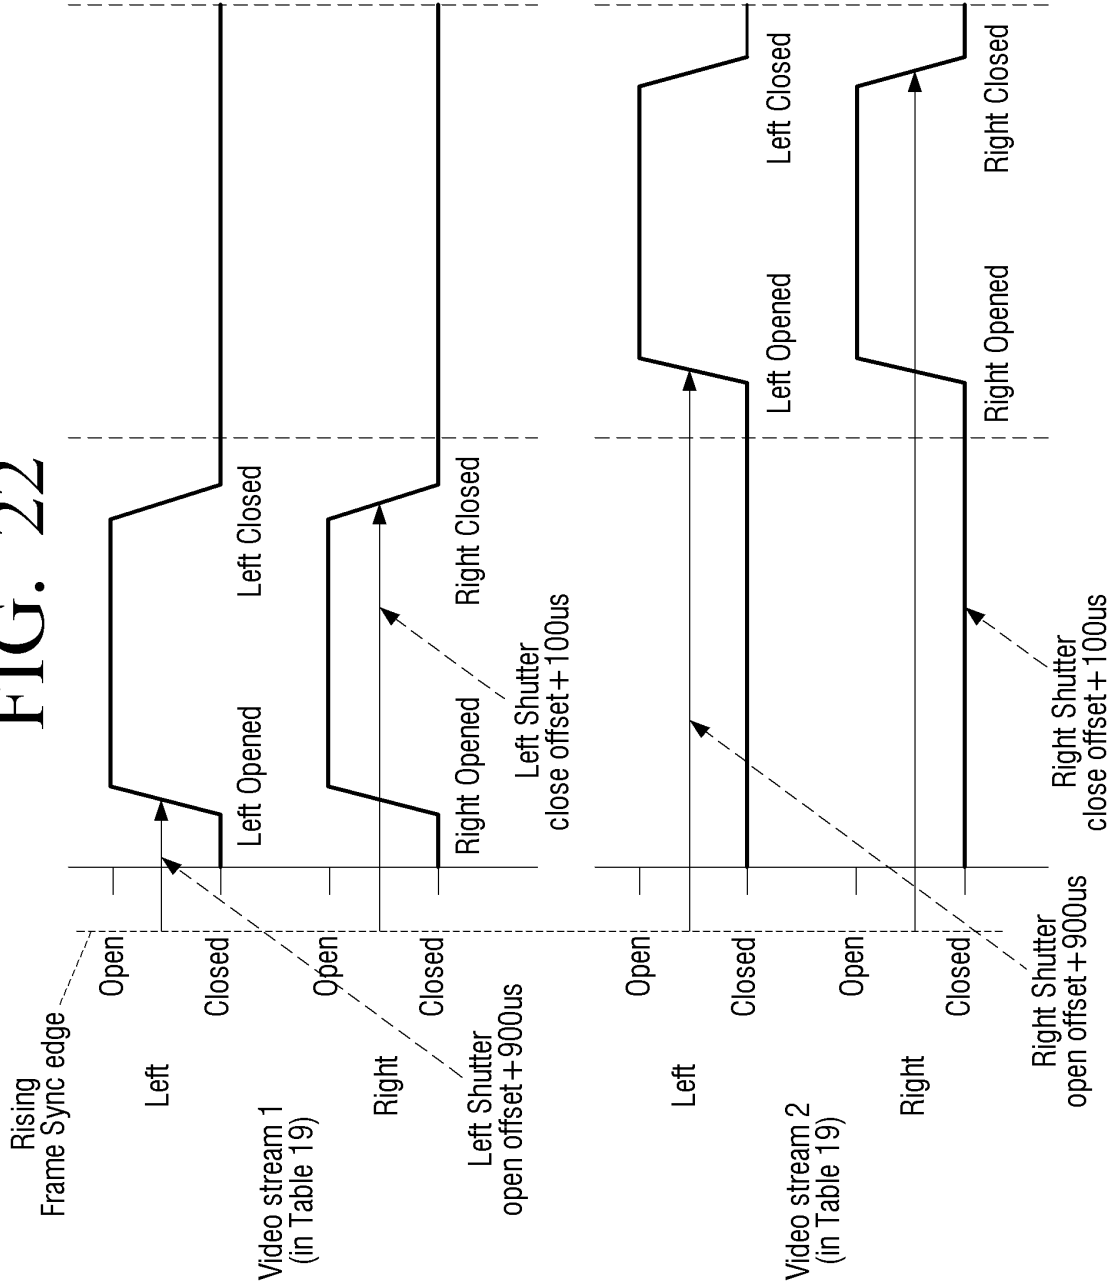 FIG. 22
Rising
Frame Sync edge
Left
Open
Closed
Left Opened
Left Closed
Video stream 1
(in Table 19)
Right
Open
Closed
Right Opened
Right Closed
Left Shutter
open offset+900us
Left Shutter
close offset+100us
Left
Open
Closed
Left Opened
Left Closed
Video stream 2
(in Table 19)
Right
Open
Closed
Right Opened
Right Closed
Right Shutter
open offset+900us
Right Shutter
close offset+100us